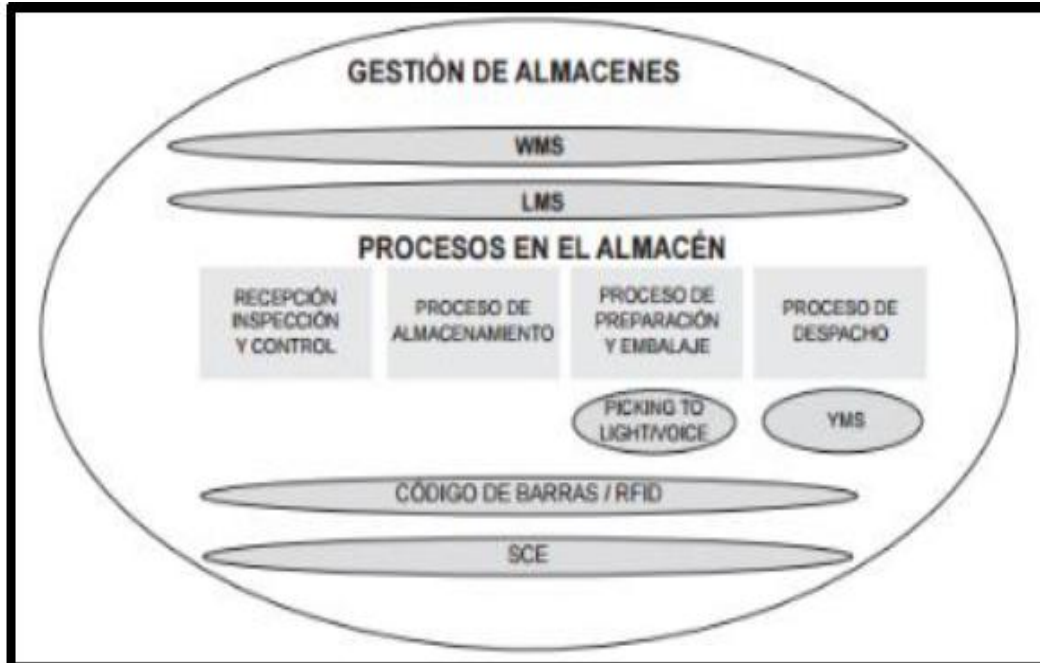 GESTIÓN DE ALMACENES
WMS
LMS
PROCESOS EN EL ALMACÉN
RECEPCIÓN
INSPECCIÓN
Y CONTROL
PROCESO DE
ALMACENAMIENTO
PROCESO DE
PREPARACIÓN
Y EMBALAJE
PROCESO DE
DESPACHO
PICKING TO
LIGHT/VOICE
YMS
CÓDIGO DE BARRAS / RFID
SCE